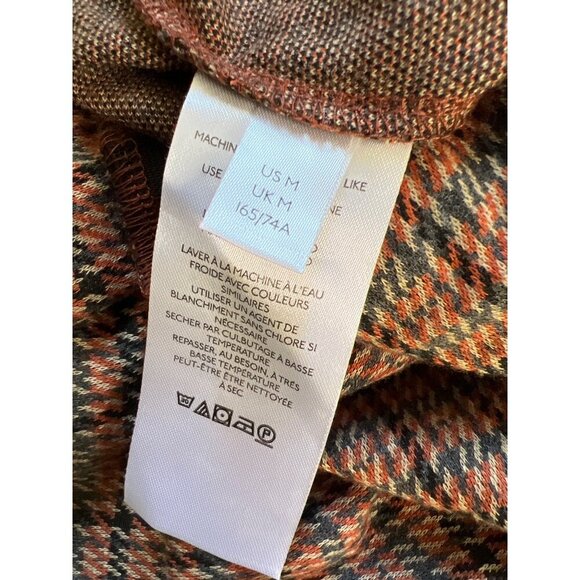 MACHIN LIKE
US M
USE NE
UK M
165/74A
LAVER À LA MACHINE À L'EAU
FROIDE AVEC COULEURS
SIMILAIRES
UTILISER UN AGENT DE
BLANCHIMENT SANS CHLORE SI
NÉCESSAIRE
SECHER PAR CULBUTAGE À BASSE
TEMPÉRATURE
REPASSER, AU BESOIN, À TRÈS
BASSE TEMPÉRATURE
PEUT-ÊTRE ÊTRE NETTOYÉE
À SEC
30 P